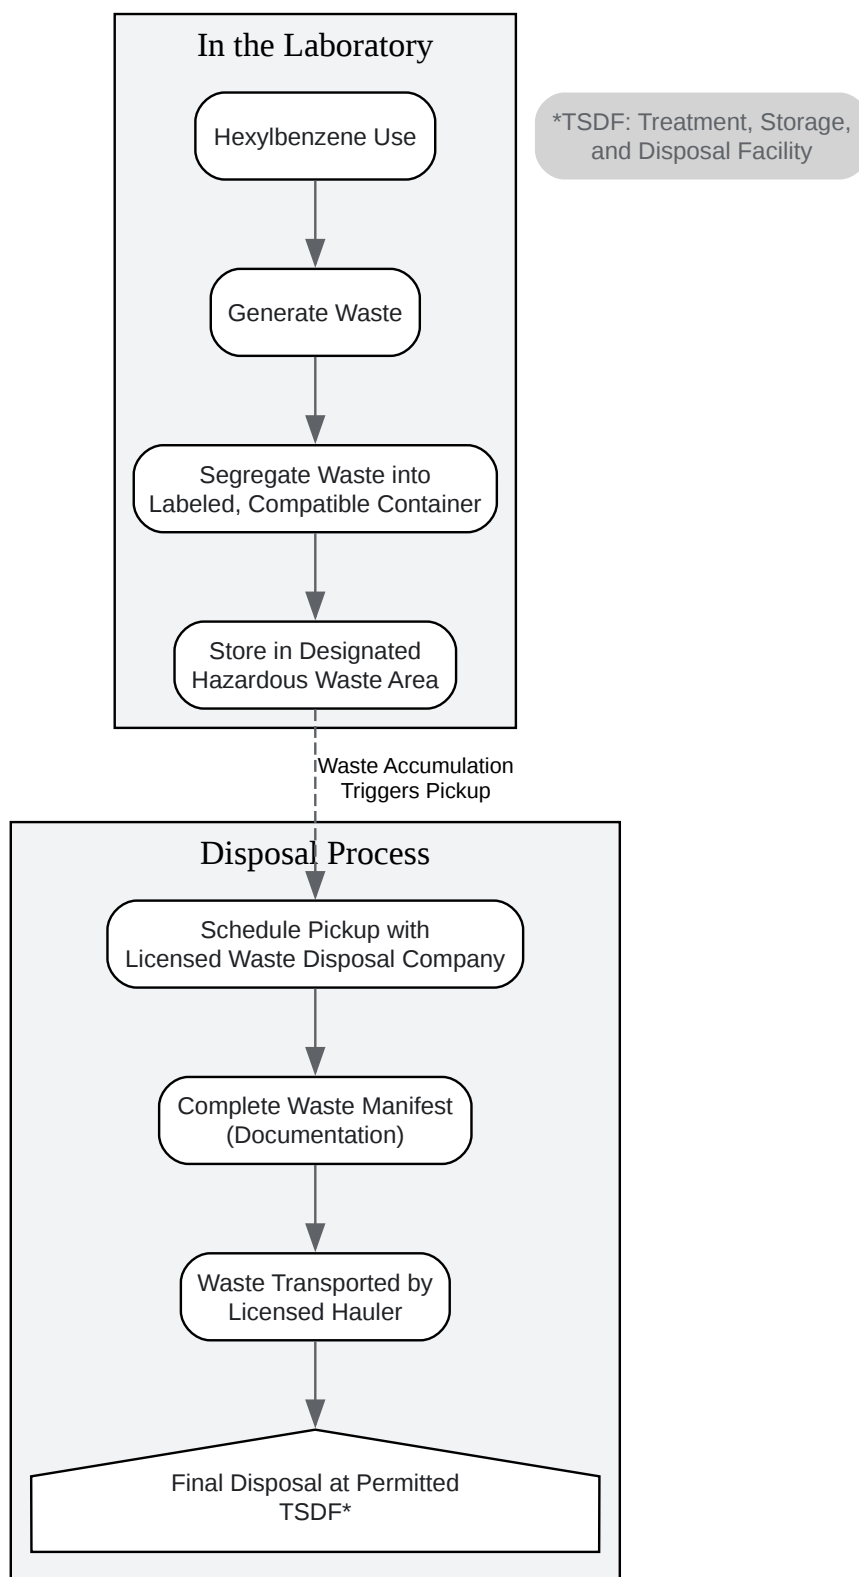 In the Laboratory
Hexylbenzene Use
*TSDF: Treatment, Storage,
and Disposal Facility
Generate Waste
Segregate Waste into
Labeled, Compatible Container
Store in Designated
Hazardous Waste Area
Waste Accumulation
Triggers Pickup
Disposal Process
Schedule Pickup with
Licensed Waste Disposal Company
Complete Waste Manifest
(Documentation)
Waste Transported by
Licensed Hauler
Final Disposal at Permitted
TSDF*